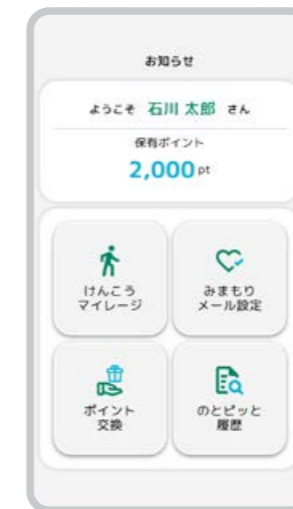 お知らせ
ようこそ 石川 太郎 さん
保有ポイント
2,000 pt
けんこう
マイレージ
みまもり
メール設定
ポイント
交換
のとピッと
履歴